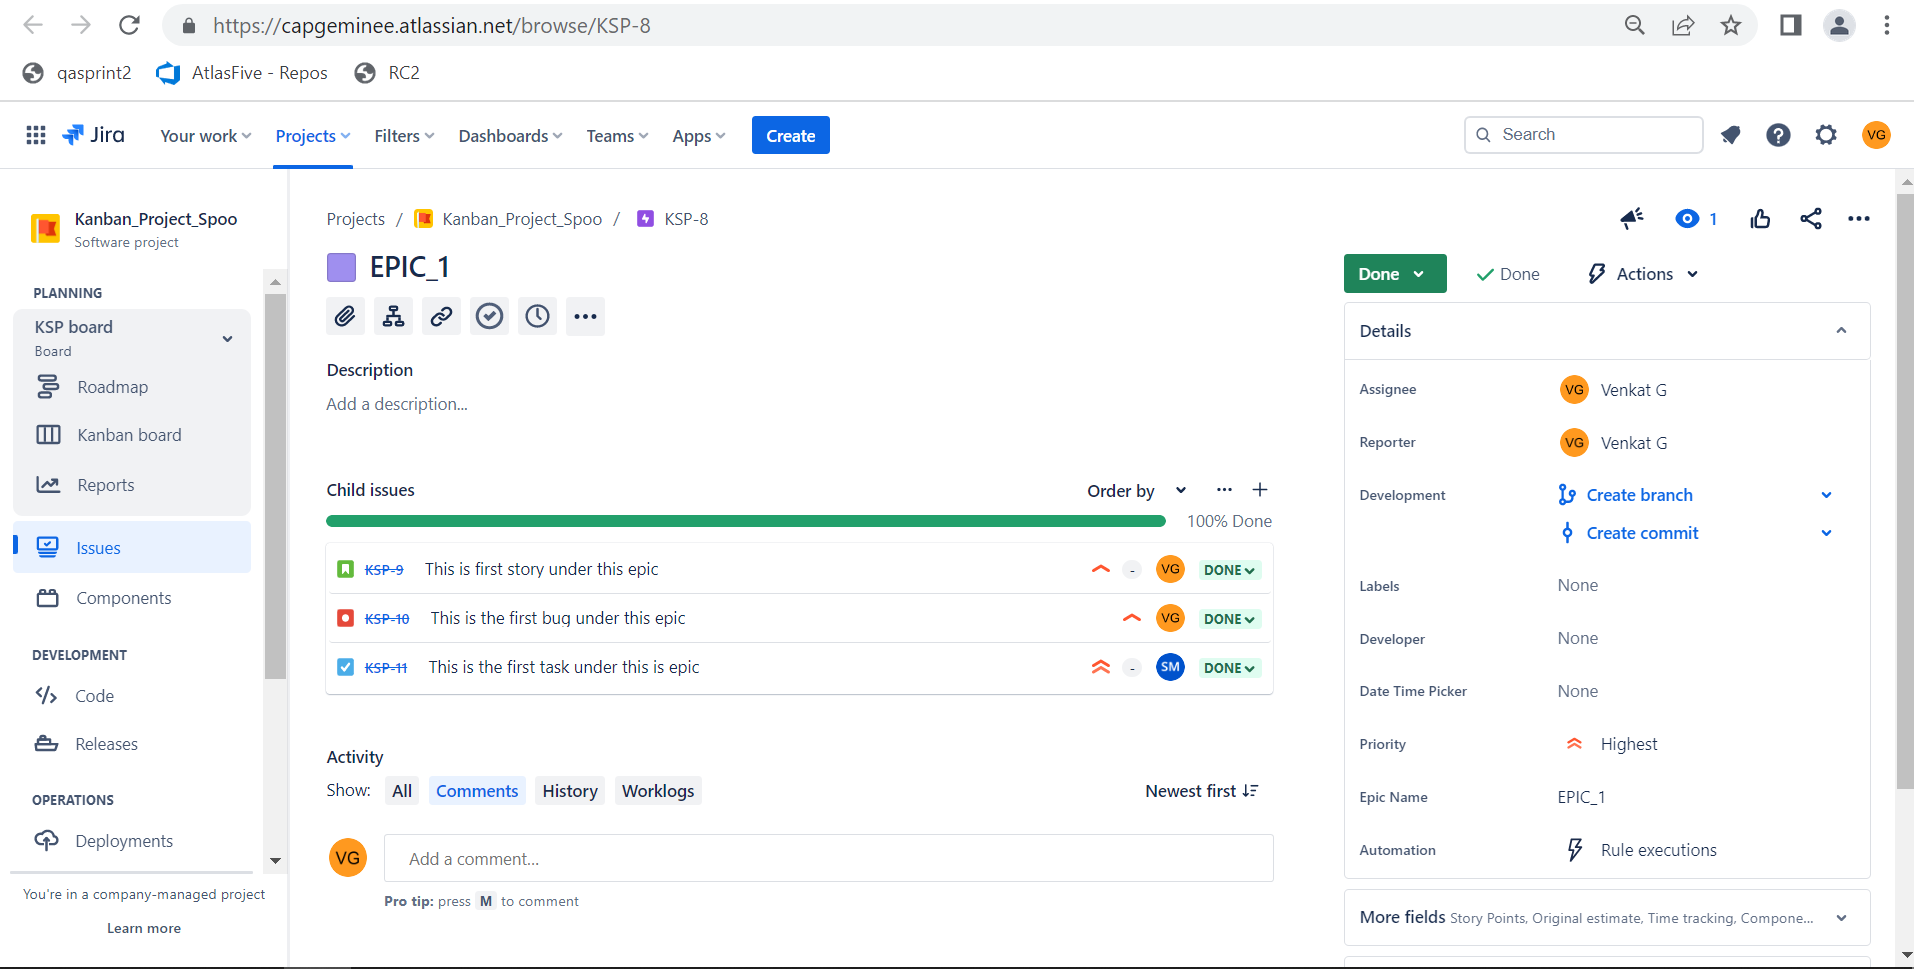 https://capgeminee.atlassian.net/browse/KSP-8
qasprint2 AtlasFive - Repos RC2
Jira Your work Projects Filters Dashboards Teams Apps Create Search VG
Kanban_Project_Spoo
Software project
PLANNING
KSP board
Board
Roadmap
Kanban board
Reports
Issues
Components
DEVELOPMENT
Code
Releases
OPERATIONS
Deployments
You're in a company-managed project
Learn more
Projects / Kanban_Project_Spoo / KSP-8
1
EPIC_1
Description
Add a description...
Child issues Order by
100% Done
KSP-9 This is first story under this epic - VG DONE
KSP-10 This is the first bug under this epic VG DONE
KSP-11 This is the first task under this is epic - SM DONE
Activity
Show: All Comments History Worklogs Newest first
VG Add a comment...
Pro tip: press M to comment
Done Done Actions
Details
Assignee VG Venkat G
Reporter VG Venkat G
Development Create branch
Create commit
Labels None
Developer None
Date Time Picker None
Priority Highest
Epic Name EPIC_1
Automation Rule executions
More fields Story Points, Original estimate, Time tracking, Compone...